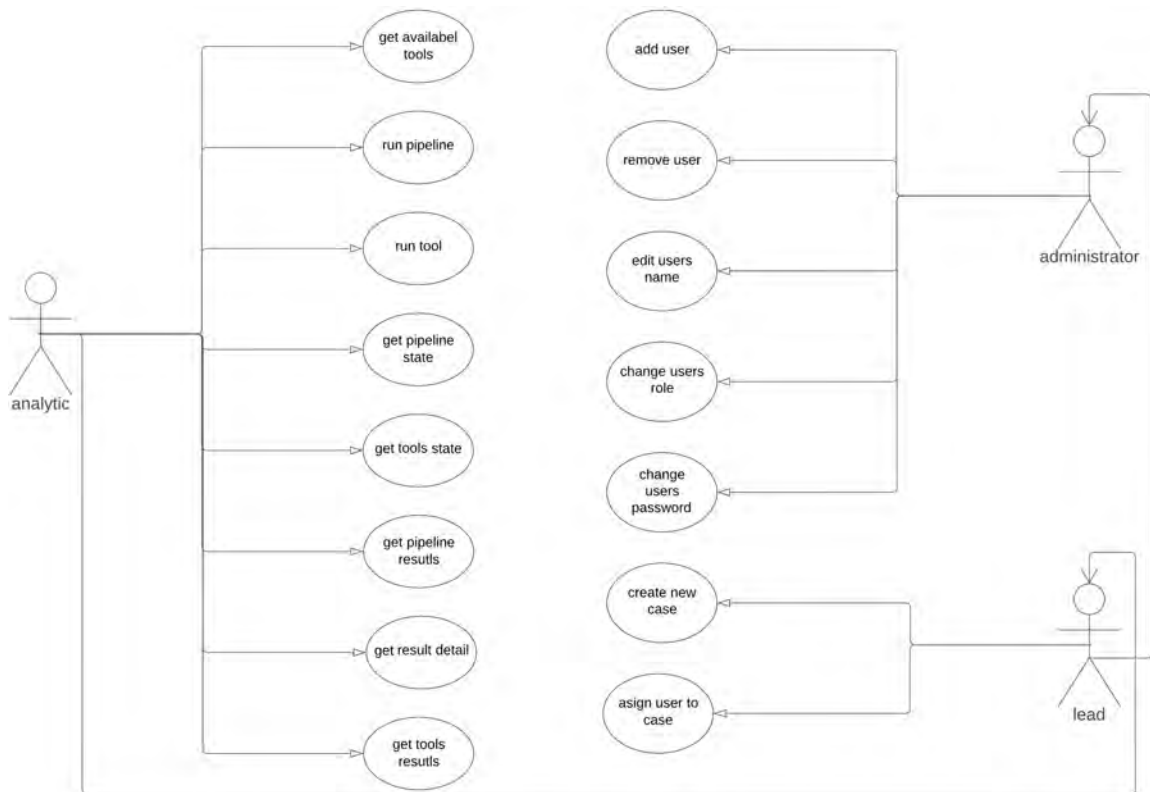 get availabel
tools
run pipeline
run tool
get pipeline
state
get tools state
get pipeline
resutls
get result detail
get tools
resutls
analytic
add user
remove user
edit users
name
change users
role
change
users
password
create new
case
asign user to
case
administrator
lead